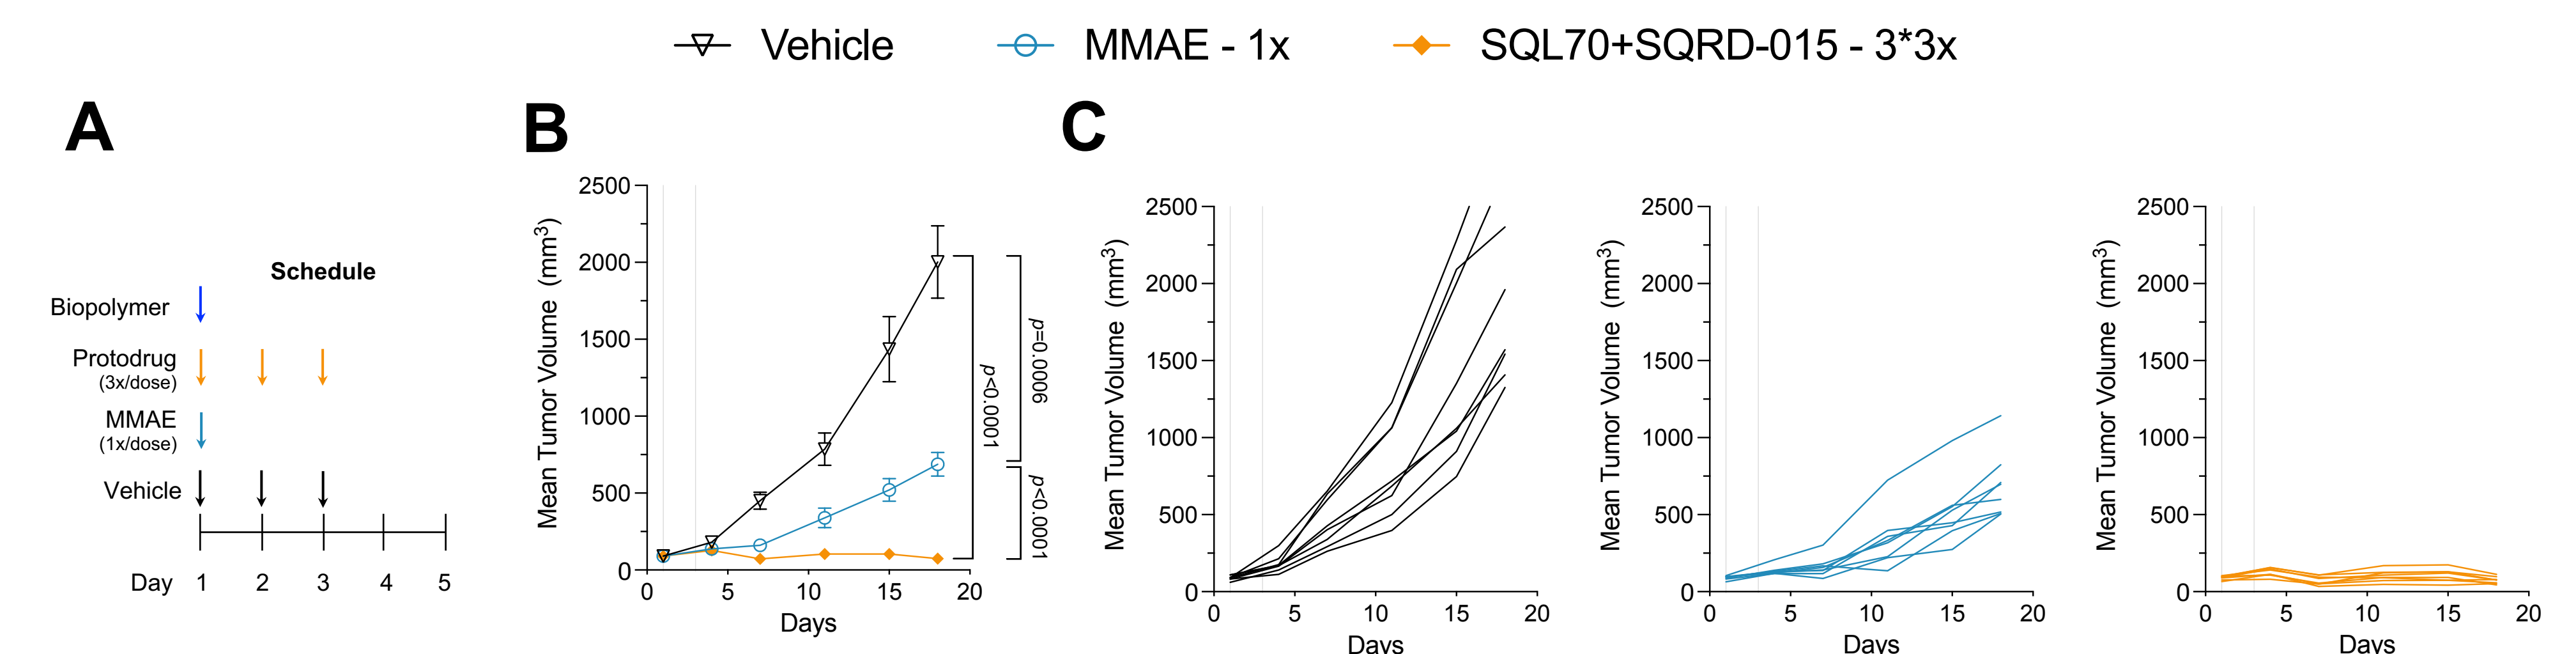 Vehicle
MMAE - 1x
SQL70+SQRD-015 - 3*3x
A
Schedule
Biopolymer
Protodrug
(3x/dose)
MMAE
(1x/dose)
Vehicle
Day 1 2 3 4 5
B
Mean Tumor Volume (mm³)
2500
2000
1500
1000
500
0
0 5 10 15 20
Days
p<0.0001
p=0.00006
p<0.0001
C
Mean Tumor Volume (mm³)
2500
2000
1500
1000
500
0
0 5 10 15 20
Days
Mean Tumor Volume (mm³)
2500
2000
1500
1000
500
0
0 5 10 15 20
Days
Mean Tumor Volume (mm³)
2500
2000
1500
1000
500
0
0 5 10 15 20
Days